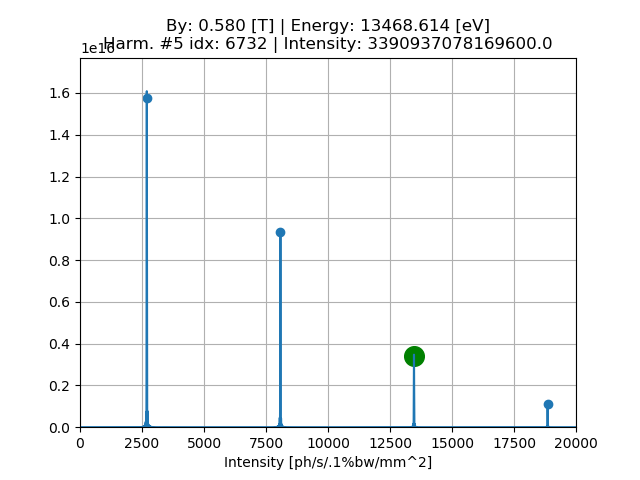 By: 0.580 [T] | Energy: 13468.614 [eV]
Harm. #5 idx: 6732 | Intensity: 3390937078169600.0
1e16
1.6
1.4
1.2
1.0
0.8
0.6
0.4
0.2
0.0
0 2500 5000 7500 10000 12500 15000 17500 20000
Intensity [ph/s/.1%bw/mm^2]